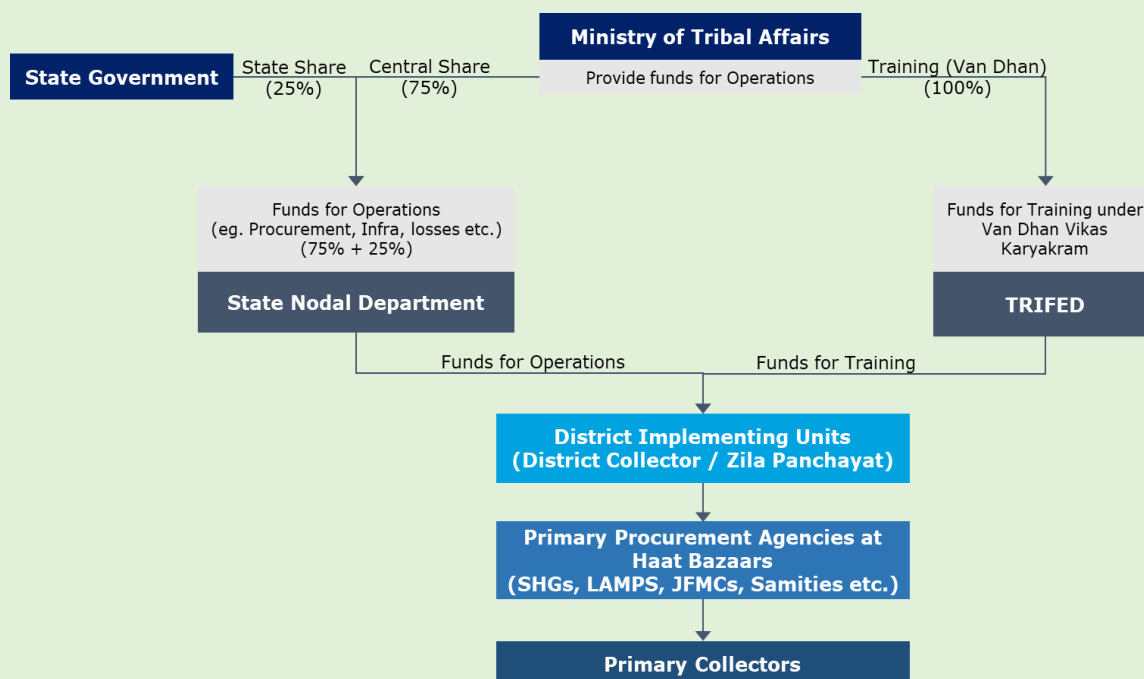 Ministry of Tribal Affairs
State Government
State Share
(25%)
Central Share
(75%)
Provide funds for Operations
Training (Van Dhan)
(100%)
Funds for Operations
(eg. Procurement, Infra, losses etc.)
(75% + 25%)
State Nodal Department
Funds for Training under
Van Dhan Vikas
Karyakram
TRIFED
Funds for Operations
Funds for Training
District Implementing Units
(District Collector / Zila Panchayat)
Primary Procurement Agencies at
Haat Bazaars
(SHGs, LAMPS, JFMCs, Samities etc.)
Primary Collectors